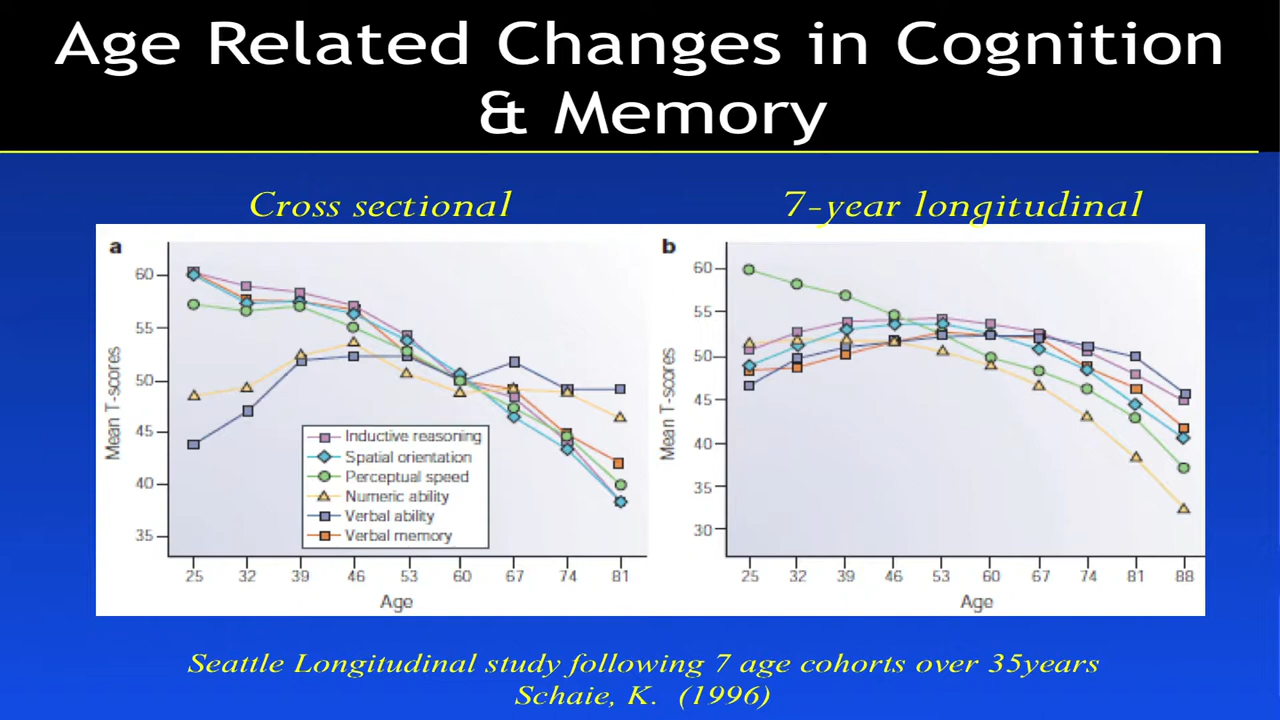 Age Related Changes in Cognition
& Memory
Cross sectional
7-year longitudinal
a
60
55
50
45
40
35
Mean T-scores
Inductive reasoning
Spatial orientation
Perceptual speed
Numeric ability
Verbal ability
Verbal memory
25 32 39 46 53 60 67 74 81
Age
b
60
55
50
45
40
35
30
Mean T-scores
25 32 39 46 53 60 67 74 81 88
Age
Seattle Longitudinal study following 7 age cohorts over 35years
Schaie, K. (1996)